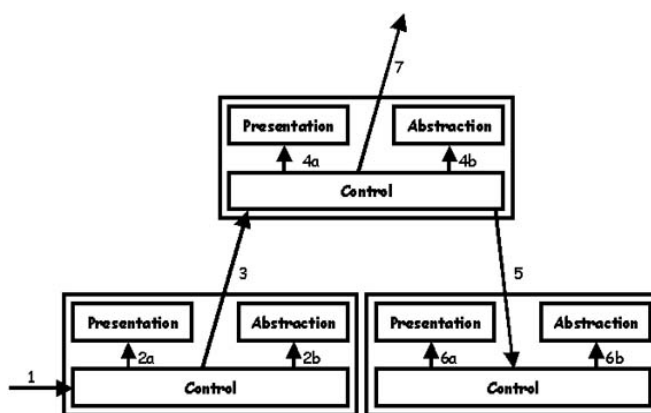 7
Presentation Abstraction
4a 4b
Control
3 5
Presentation Abstraction Presentation Abstraction
1 2a 2b 6a 6b
Control Control